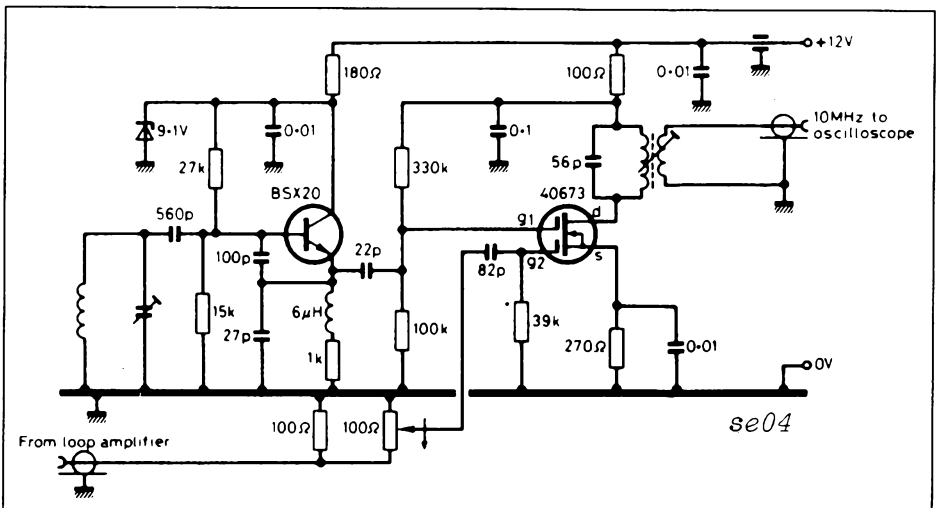 +12V
180Ω
100Ω
0·01
9·1V
0·01
0·1
10MHz to
oscilloscope
27k
330k
56p
BSX20
40673
560p
g1
d
100p
22p
g2
s
82p
15k
6μH
27p
100k
39k
270Ω
0·01
1k
0V
100Ω
100Ω
se04
From loop amplifier